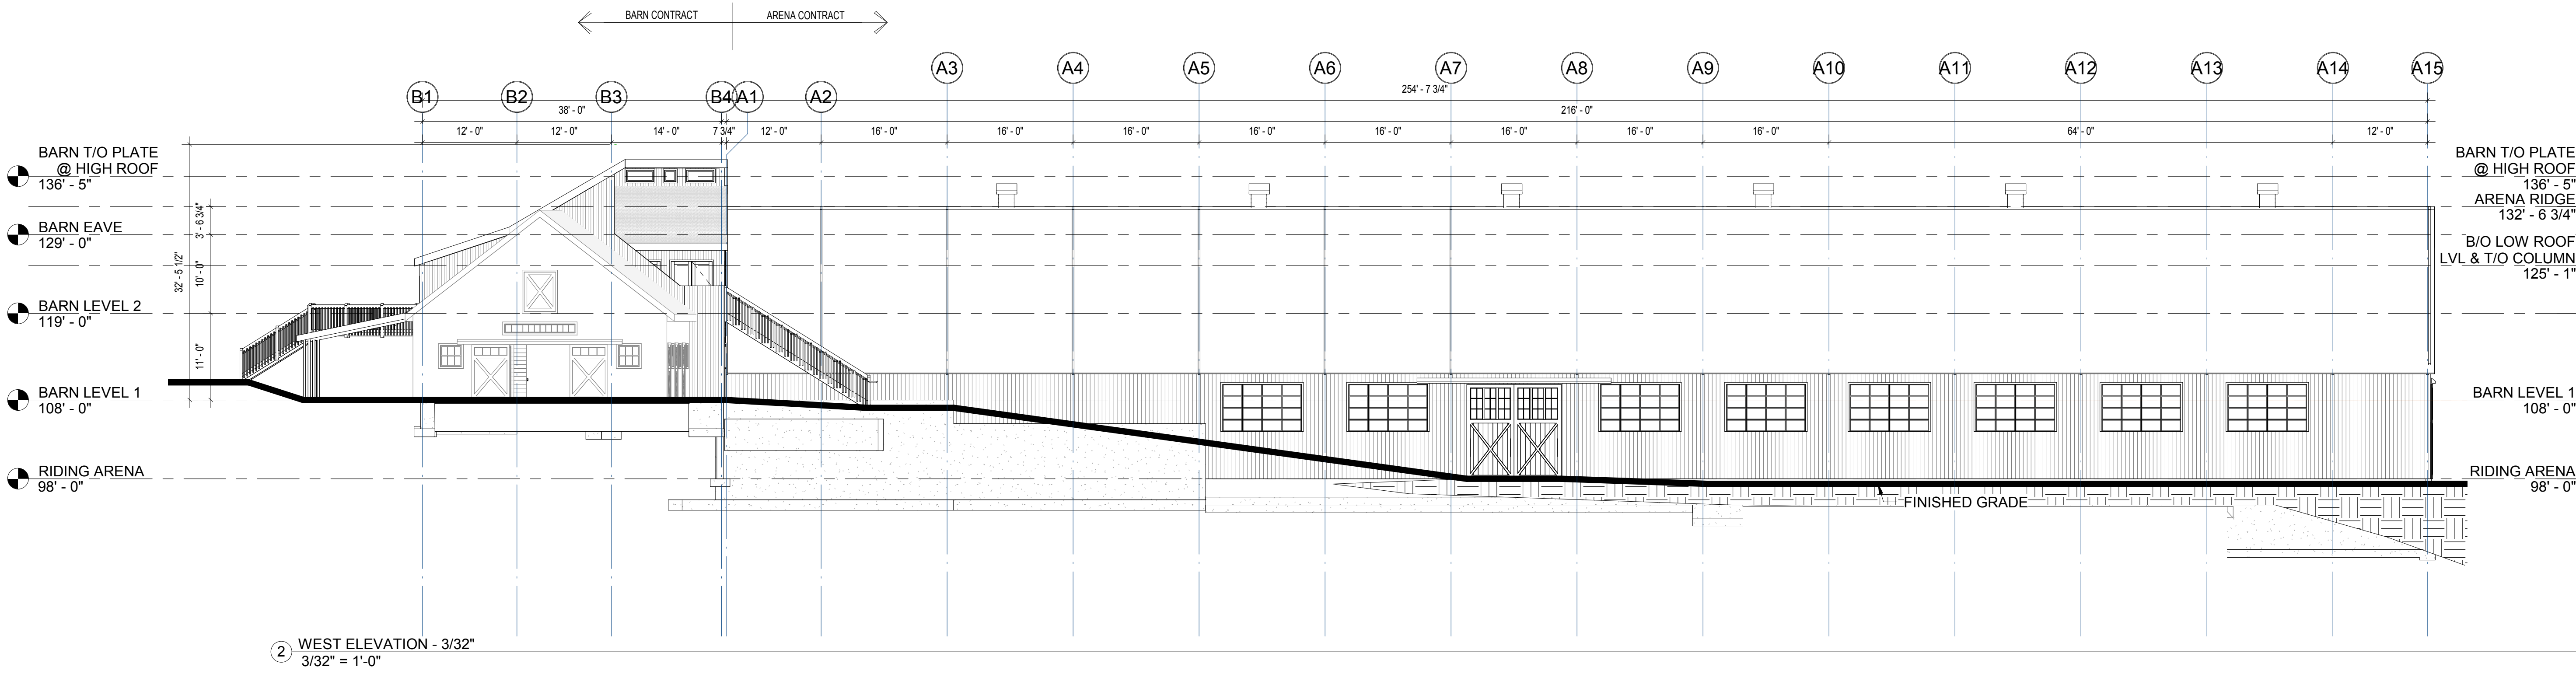 BARN CONTRACT
ARENA CONTRACT
A3
A4
A5
A6
A7
A8
A9
A10
A11
A12
A13
A14
A15
B1
B2
B3
B4
A1
A2
254' - 7 3/4"
38' - 0"
216' - 0"
12' - 0"
12' - 0"
14' - 0"
7 3/4"
12' - 0"
16' - 0"
16' - 0"
16' - 0"
16' - 0"
16' - 0"
16' - 0"
16' - 0"
16' - 0"
64' - 0"
12' - 0"
BARN T/O PLATE
@ HIGH ROOF
136' - 5"
BARN EAVE
129' - 0"
BARN LEVEL 2
119' - 0"
BARN LEVEL 1
108' - 0"
RIDING ARENA
98' - 0"
32' - 5 1/2"
3' - 6 3/4"
10' - 0"
11' - 0"
BARN T/O PLATE
@ HIGH ROOF
136' - 5"
ARENA RIDGE
132' - 6 3/4"
B/O LOW ROOF
LVL & T/O COLUMN
125' - 1"
BARN LEVEL 1
108' - 0"
RIDING ARENA
98' - 0"
FINISHED GRADE
2
WEST ELEVATION - 3/32"
3/32" = 1'-0"